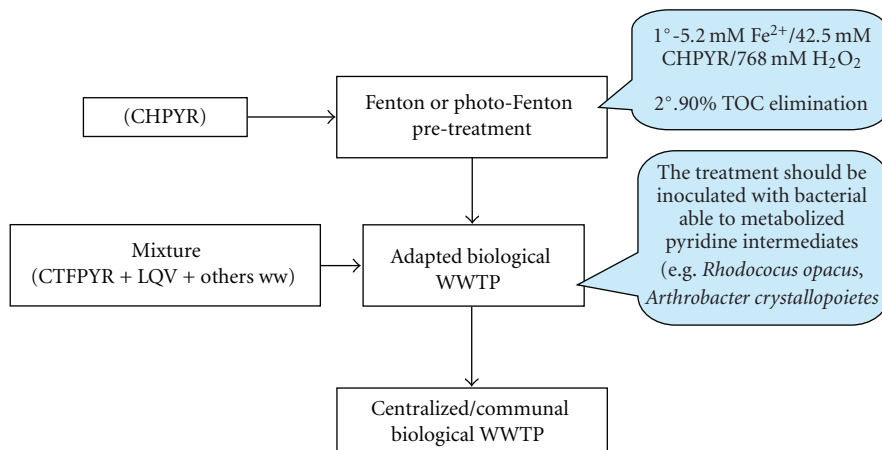 1°-5.2 mM Fe²⁺/42.5 mM
CHPYR/768 mM H₂O₂
2°.90% TOC elimination
(CHPYR)
Fenton or photo-Fenton
pre-treatment
The treatment should be
inoculated with bacterial
able to metabolized
pyridine intermediates
(e.g. Rhodococus opacus,
Arthrobacter crystallopoietes
Mixture
(CTFPYR + LQV + others ww)
Adapted biological
WWTP
Centralized/communal
biological WWTP